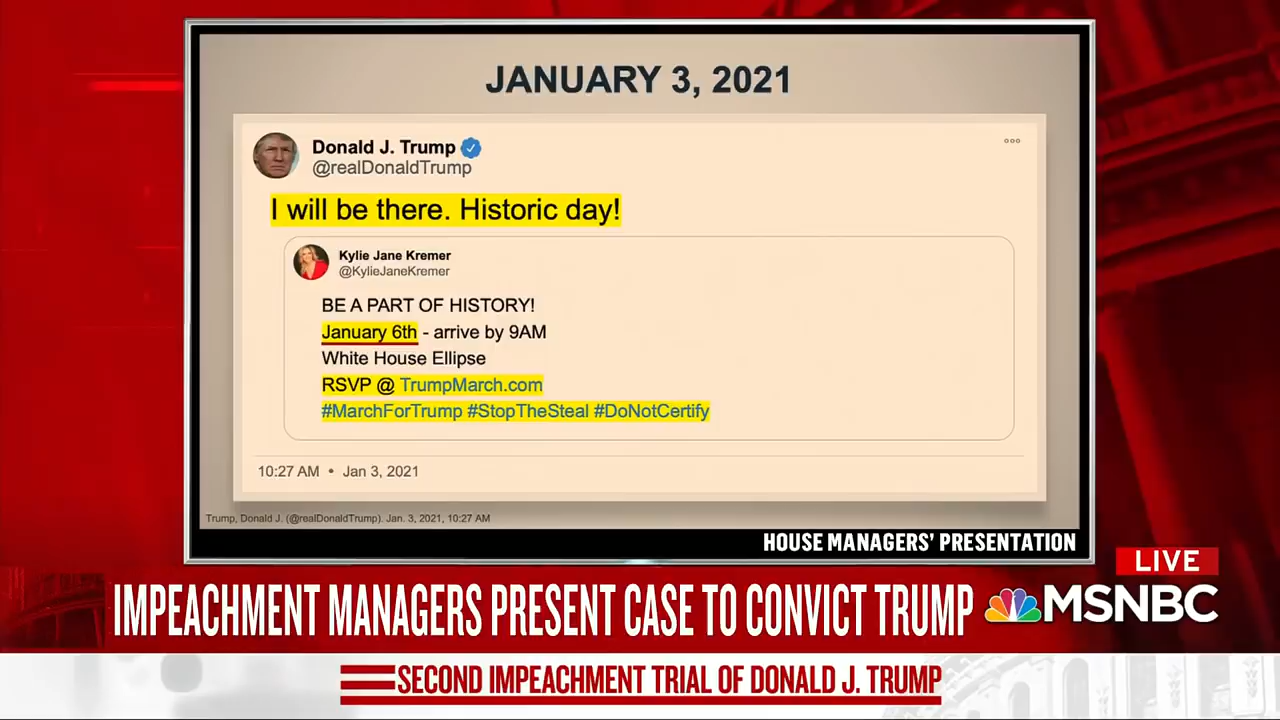 JANUARY 3, 2021
Donald J. Trump
@realDonaldTrump
I will be there. Historic day!
Kylie Jane Kremer
@KylieJaneKremer
BE A PART OF HISTORY!
January 6th - arrive by 9AM
White House Ellipse
RSVP @ TrumpMarch.com
#MarchForTrump #StopTheSteal #DoNotCertify
10:27 AM • Jan 3, 2021
Trump, Donald J. (@realDonaldTrump). Jan. 3, 2021, 10:27 AM
HOUSE MANAGERS' PRESENTATION
LIVE
IMPEACHMENT MANAGERS PRESENT CASE TO CONVICT TRUMP
MSNBC
SECOND IMPEACHMENT TRIAL OF DONALD J. TRUMP